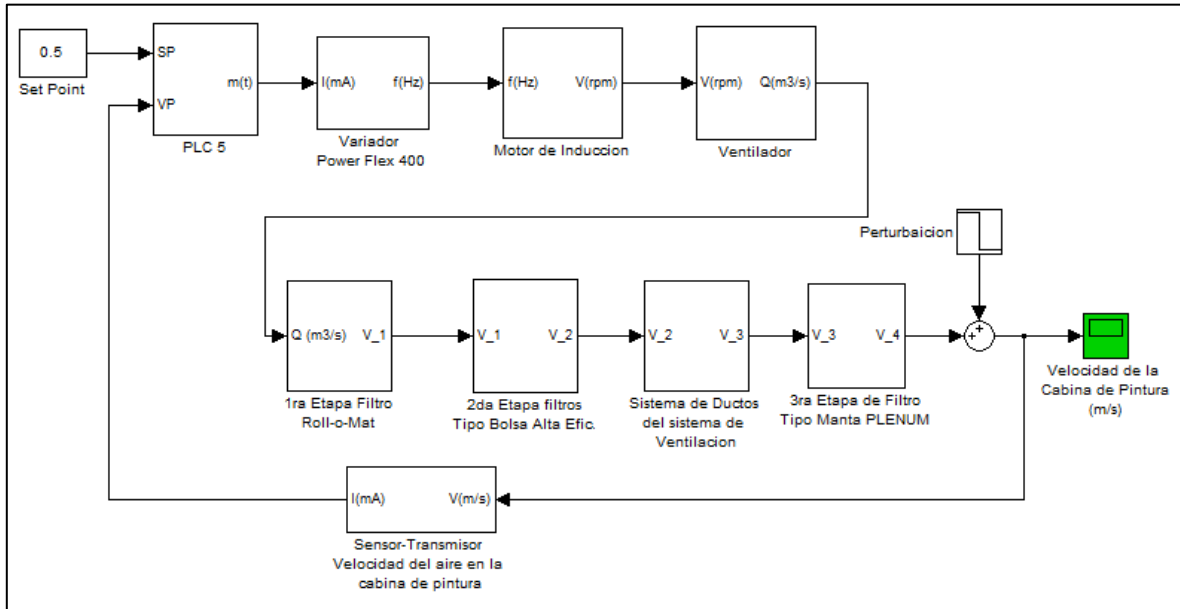 0.5
Set Point
SP
VP
m(t)
PLC 5
I(mA)
f(Hz)
Variador
Power Flex 400
f(Hz)
V(rpm)
Motor de Induccion
V(rpm)
Q(m3/s)
Ventilador
Perturbaicion
Q (m3/s)
V_1
1ra Etapa Filtro
Roll-o-Mat
V_1
V_2
2da Etapa filtros
Tipo Bolsa Alta Efic.
V_2
V_3
Sistema de Ductos
del sistema de
Ventilacion
V_3
V_4
3ra Etapa de Filtro
Tipo Manta PLENUM
+
+
Velocidad de la
Cabina de Pintura
(m/s)
I(mA)
V(m/s)
Sensor-Transmisor
Velocidad del aire en la
cabina de pintura